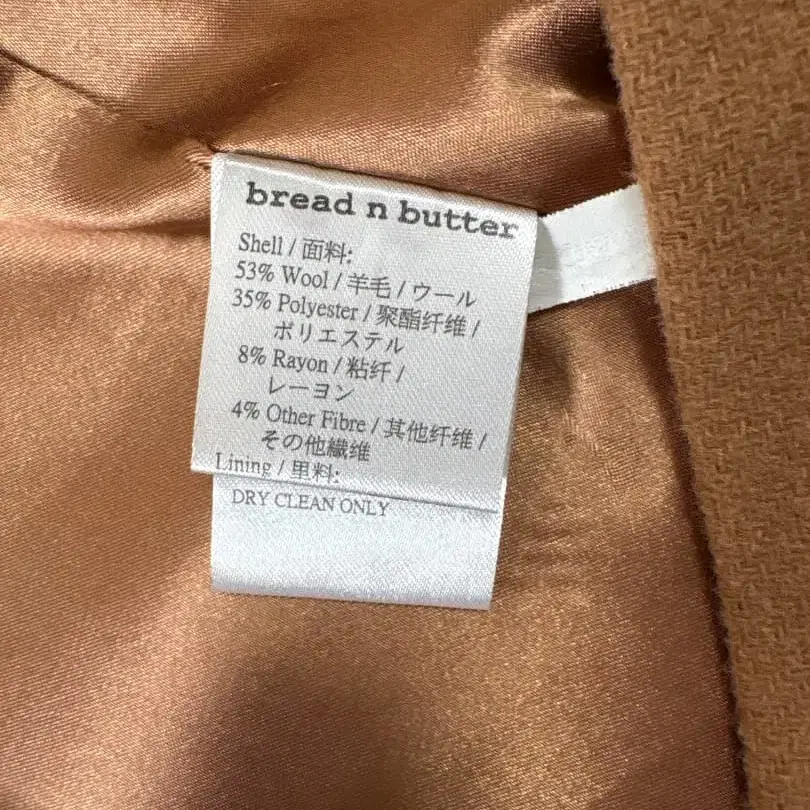 bread n butter
Shell / 面料:
53% Wool / 羊毛 / ウール
35% Polyester / 聚酯纤维 /
ポリエステル
8% Rayon / 粘纤 /
レーヨン
4% Other Fibre / 其他纤维 /
その他繊维
Lining / 里料:
DRY CLEAN ONLY